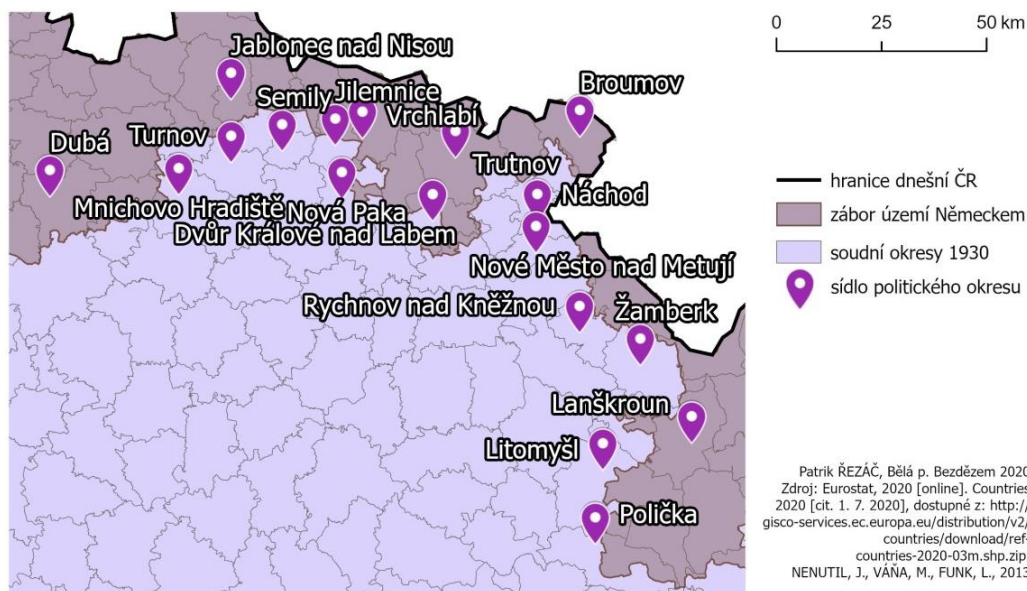 0 25 50 km
Jablonec nad Nisou
Jilemnice
Semily
Broumov
Vrchlabí
Turnov
Dubá
Trutnov
Náchod
Mnichovo Hradiště
Nová Paka
Dvůr Králové nad Labem
Nové Město nad Metují
Rychnov nad Kněžnou
Žamberk
Lanškroun
Litomyšl
Polička
hranice dnešní ČR
zábor území Německem
soudní okresy 1930
sídlo politického okresu
Patrik ŘEZÁČ, Bělá p. Bezdězem 2020
Zdroj: Eurostat, 2020 [online]. Countries
2020 [cit. 1. 7. 2020], dostupné z: http://
gisco-services.ec.europa.eu/distribution/v2/
countries/download/ref-
countries-2020-03m.shp.zip
NENUTIL, J., VÁŇA, M., FUNK, L., 2013